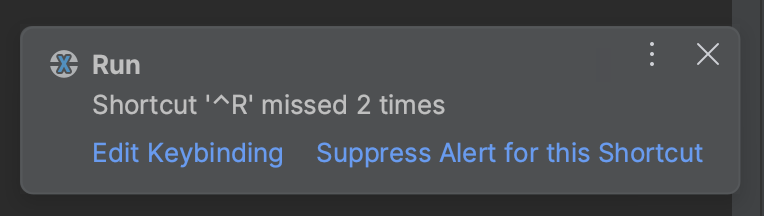 Run
Shortcut '^R' missed 2 times
Edit Keybinding Suppress Alert for this Shortcut